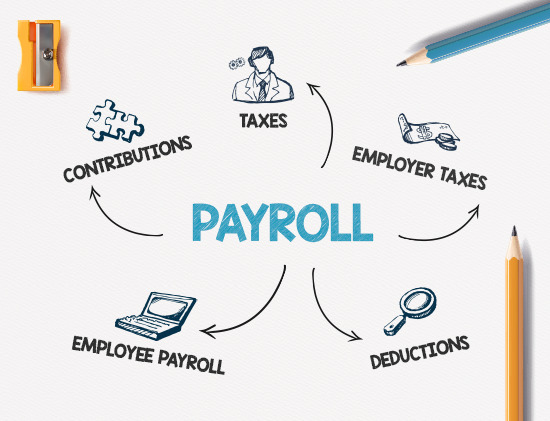 TAXES
CONTRIBUTIONS
EMPLOYER TAXES
PAYROLL
EMPLOYEE PAYROLL
DEDUCTIONS